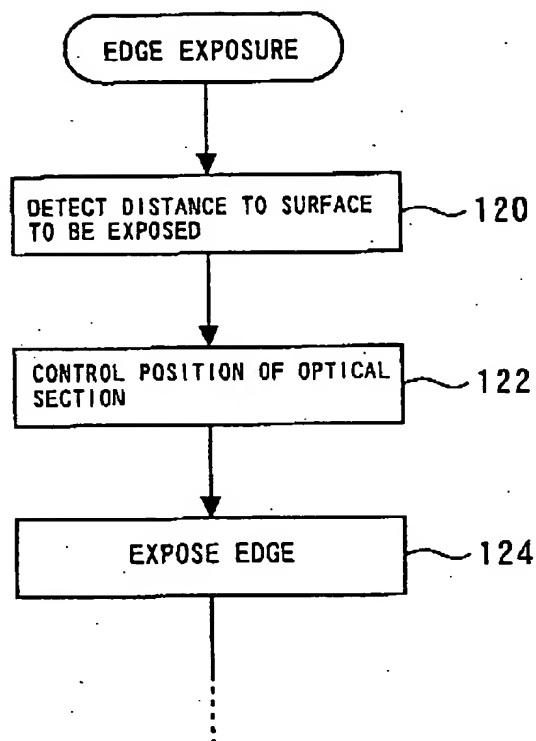 EDGE EXPOSURE
DETECT DISTANCE TO SURFACE
TO BE EXPOSED
120
CONTROL POSITION OF OPTICAL
SECTION
122
EXPOSE EDGE
124